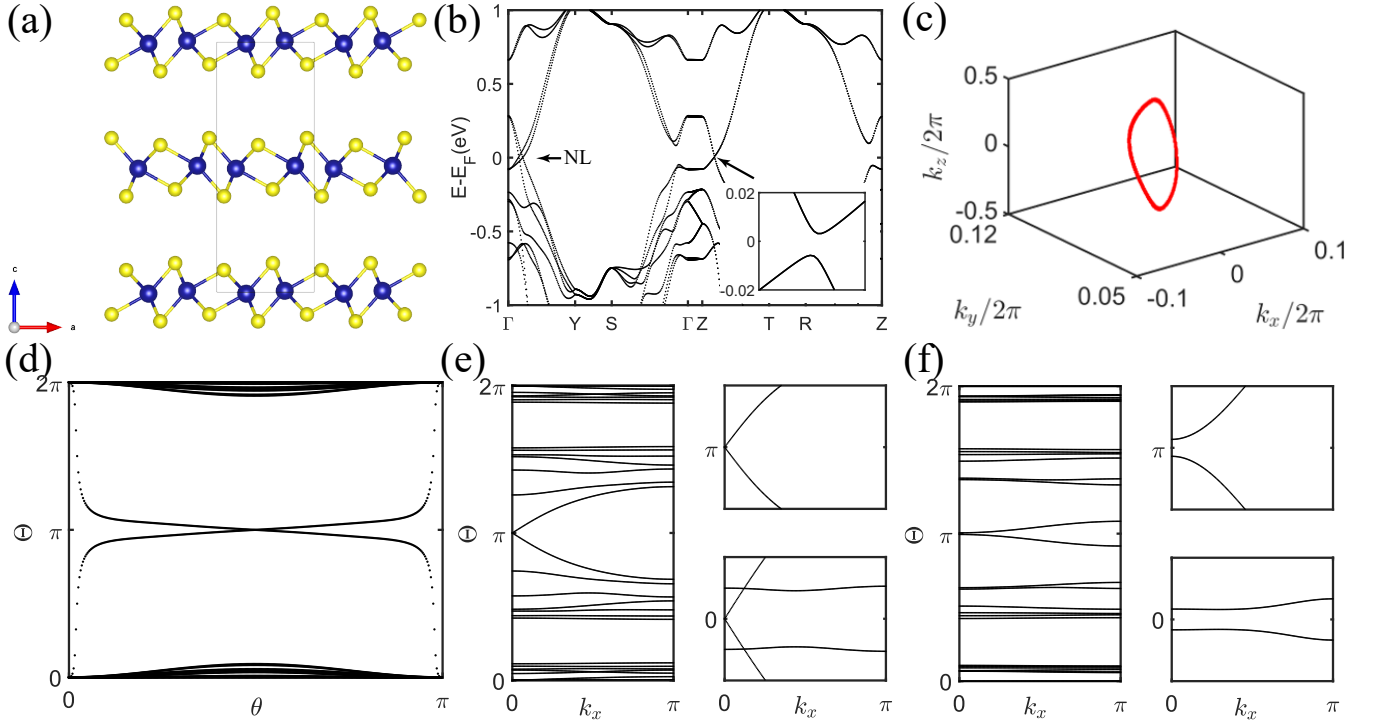 (a)
c
a
(b)
E-E_F(eV)
1
0.5
0
-0.5
-1
NL
0.02
0
-0.02
Γ Y S Γ Z T R Z
(c)
0.5
0
-0.5
k_z/2π
0.12
0.05
k_y/2π
-0.1
0
0.1
k_x/2π
(d)
2π
π
0
Θ
0 θ π
(e)
2π
π
0
Θ
0 k_x π
π
0
0 k_x π
(f)
2π
π
0
Θ
0 k_x π
π
0
0 k_x π